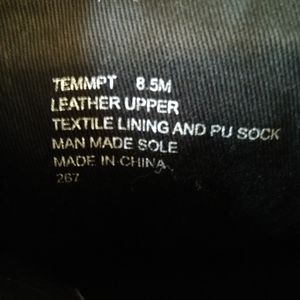 TEMMPT 8.5M
LEATHER UPPER
TEXTILE LINING AND PU SOCK
MAN MADE SOLE
MADE IN CHINA
267